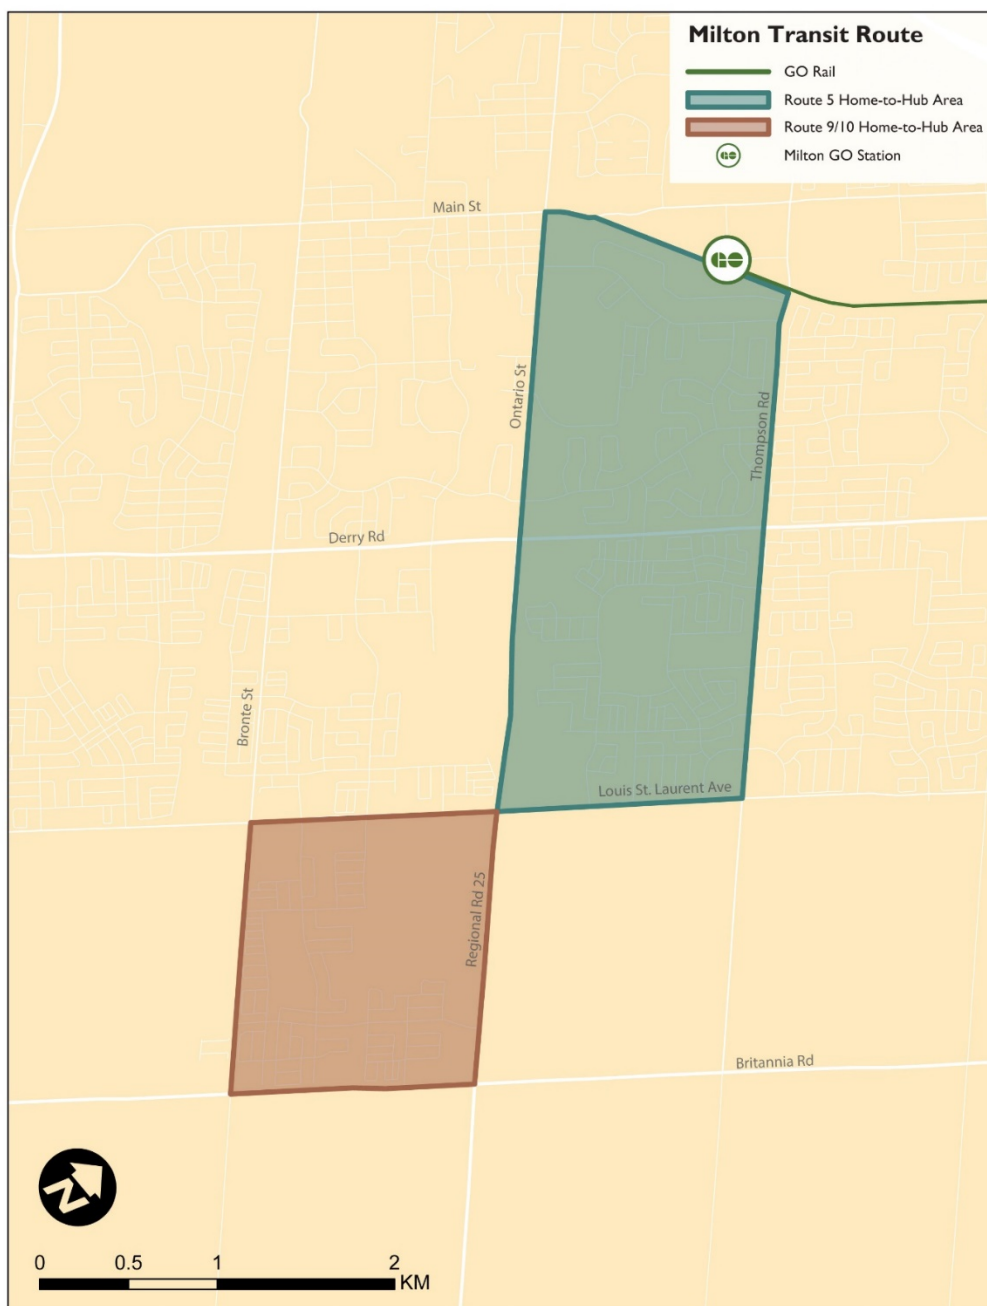 Milton Transit Route
GO Rail
Route 5 Home-to-Hub Area
Route 9/10 Home-to-Hub Area
GO
Milton GO Station
Main St
GO
Ontario St
Thompson Rd
Derry Rd
Bronte St
Louis St. Laurent Ave
Regional Rd 25
Britannia Rd
N
0 0.5 1 2
KM